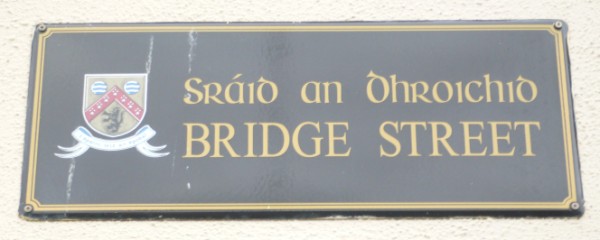 Sráid an Dhroichid
BRIDGE STREET